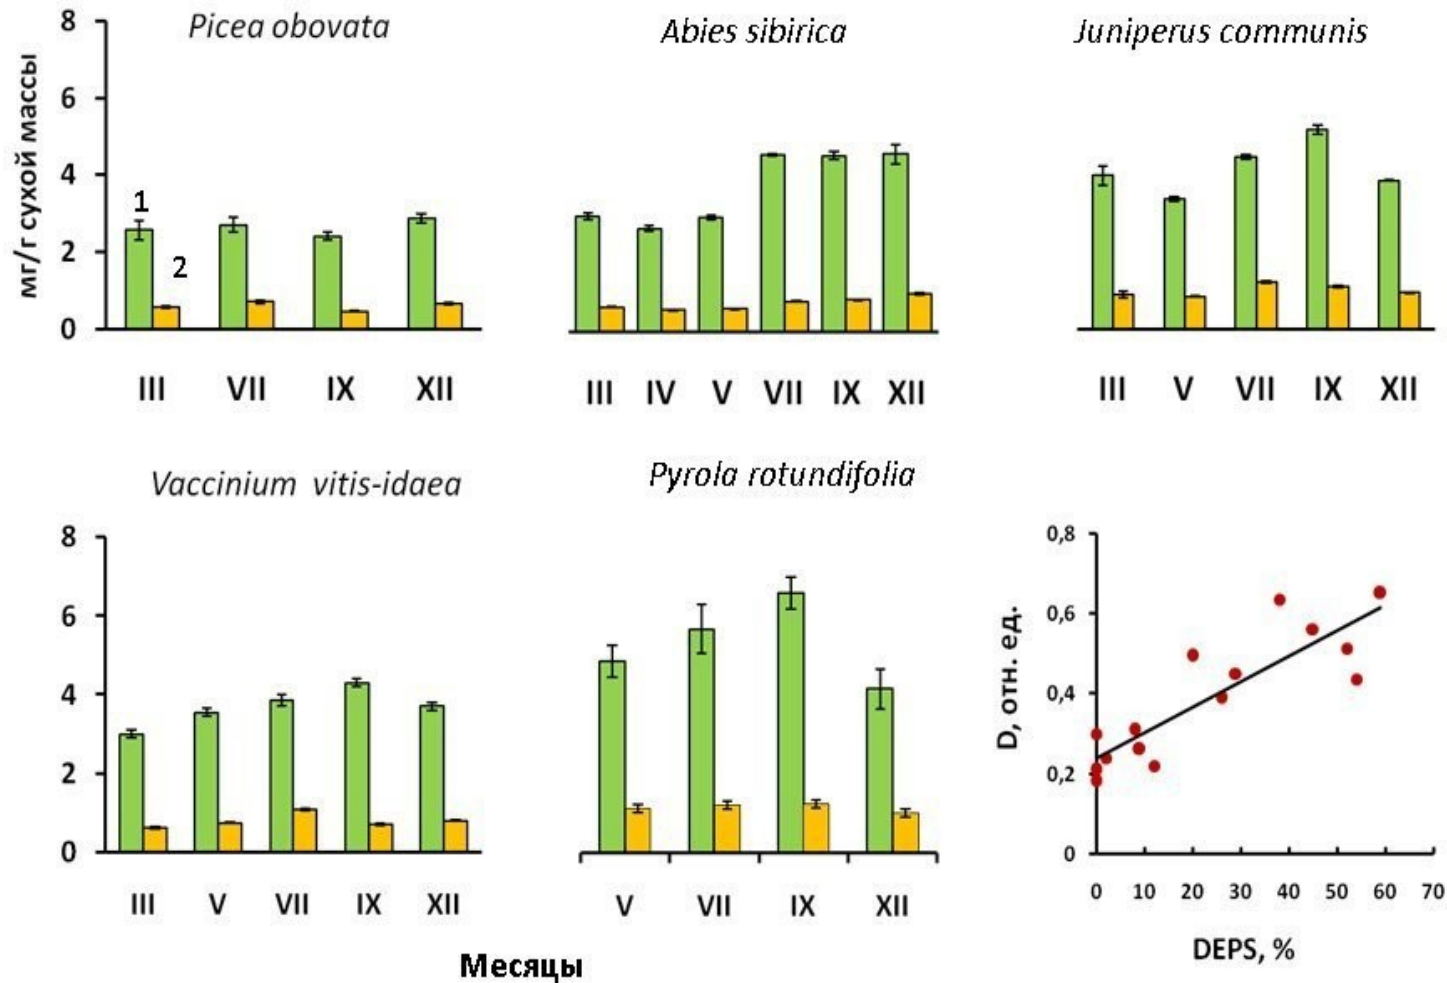 Picea obovata
Abies sibirica
Juniperus communis
мг/г сухой массы
8
6
4
2
0
1
2
III VII IX XII
III IV V VII IX XII
III V VII IX XII
Vaccinium vitis-idaea
Pyrola rotundifolia
8
6
4
2
0
III V VII IX XII
V VII IX XII
Месяцы
D, отн. ед.
0,8
0,6
0,4
0,2
0
0 10 20 30 40 50 60 70
DEPS, %